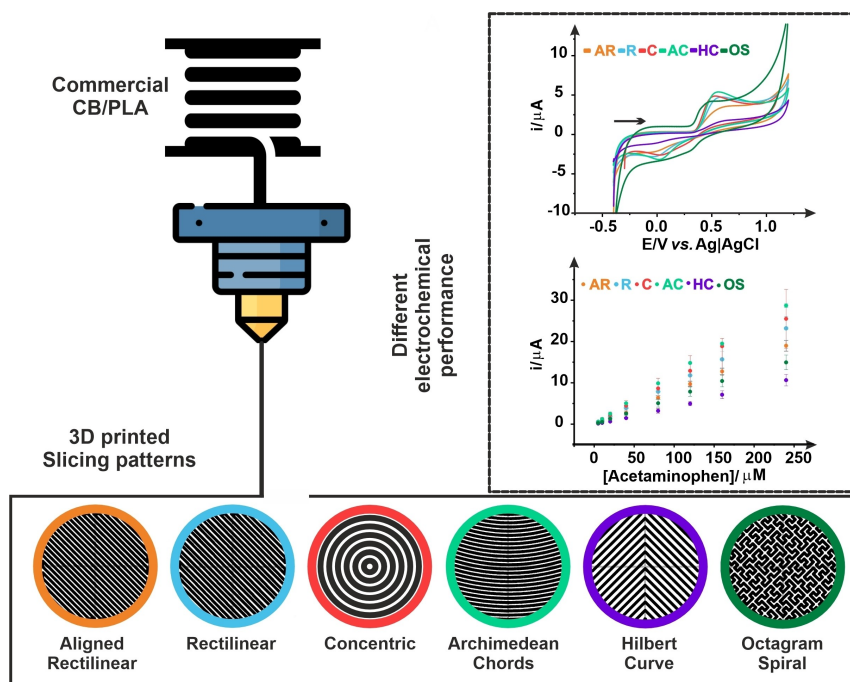 Commercial
CB/PLA
3D printed
Slicing patterns
Different
electrochemical
performance
AR R C AC HC OS
i/μA
10
5
0
-5
-10
-0.5 0.0 0.5 1.0
E/V vs. Ag|AgCl
AR R C AC HC OS
i/μA
30
20
10
0
0 50 100 150 200 250
[Acetaminophen]/ μM
Aligned
Rectilinear
Rectilinear
Concentric
Archimedean
Chords
Hilbert
Curve
Octagram
Spiral